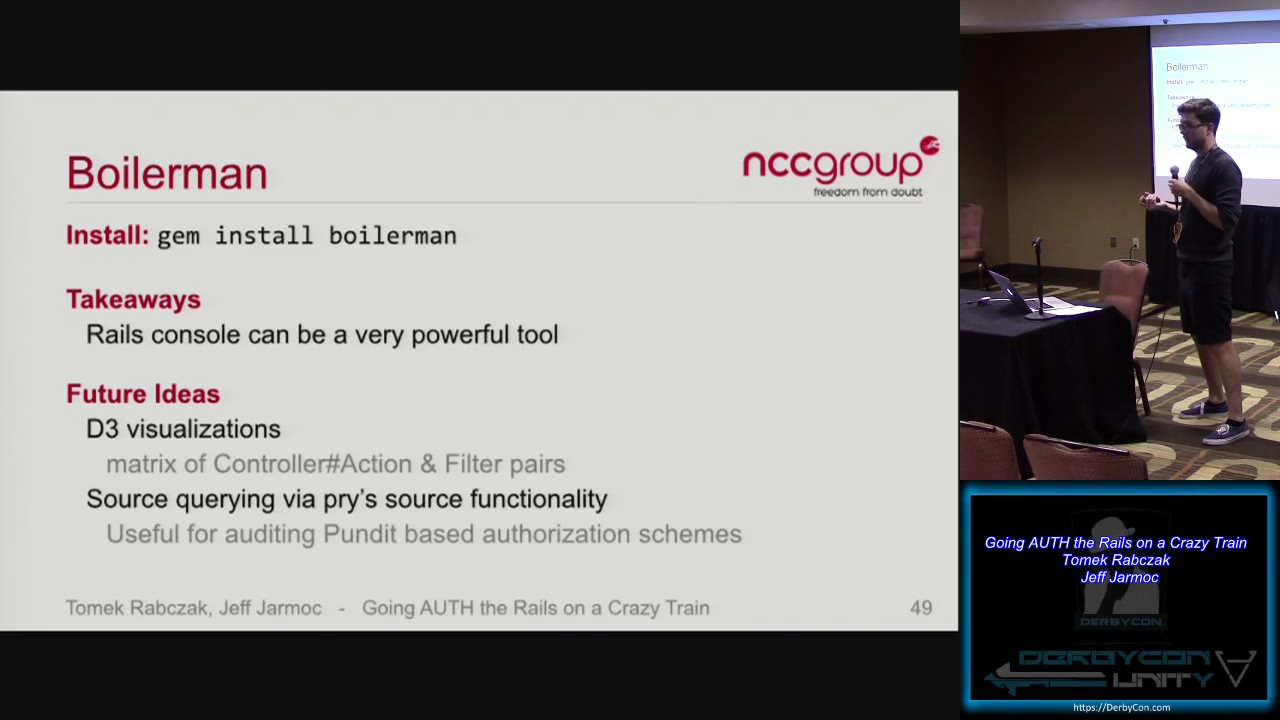 Boilerman
nccgroup
freedom from doubt
Install: gem install boilerman
Takeaways
Rails console can be a very powerful tool
Future Ideas
D3 visualizations
matrix of Controller#Action & Filter pairs
Source querying via pry’s source functionality
Useful for auditing Pundit based authorization schemes
Tomek Rabczak, Jeff Jarmoc - Going AUTH the Rails on a Crazy Train 49
Boilerman
Going AUTH the Rails on a Crazy Train
Tomek Rabczak
Jeff Jarmoc
DERBYCON
DERBYCON
UNITY
https://DerbyCon.com